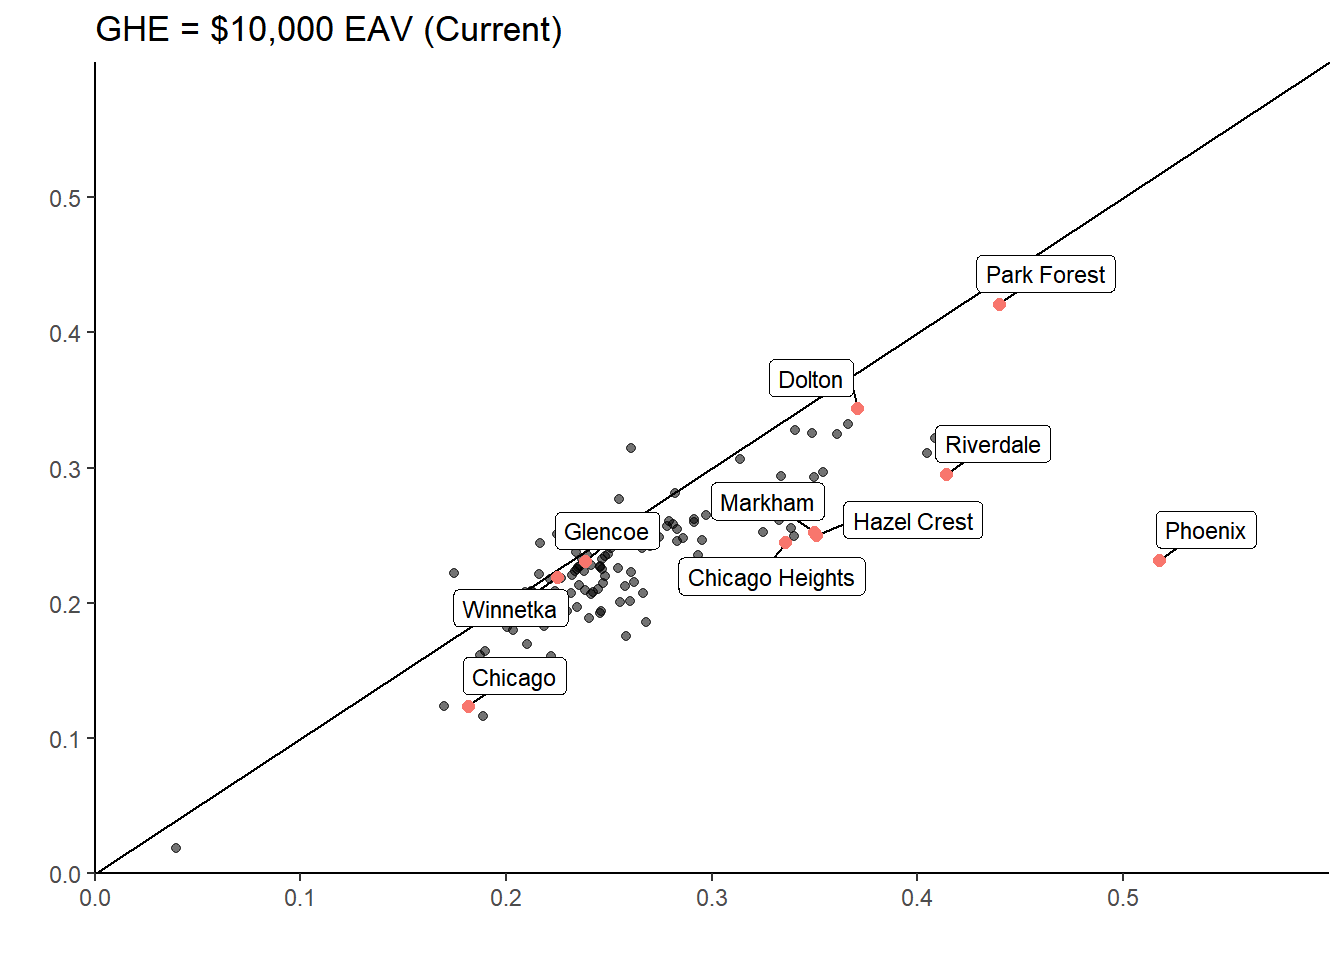 GHE = $10,000 EAV (Current)
0.5
Park Forest
0.4
Dolton
Riverdale
0.3
Markham
Hazel Crest
Glencoe
Phoenix
Chicago Heights
0.2
Winnetka
Chicago
0.1
0.0
0.0 0.1 0.2 0.3 0.4 0.5